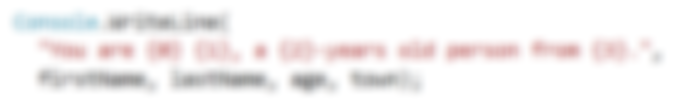 Console.WriteLine(
"You are {0} {1}, a {2}-years old person from {3}.",
firstName, lastName, age, town);